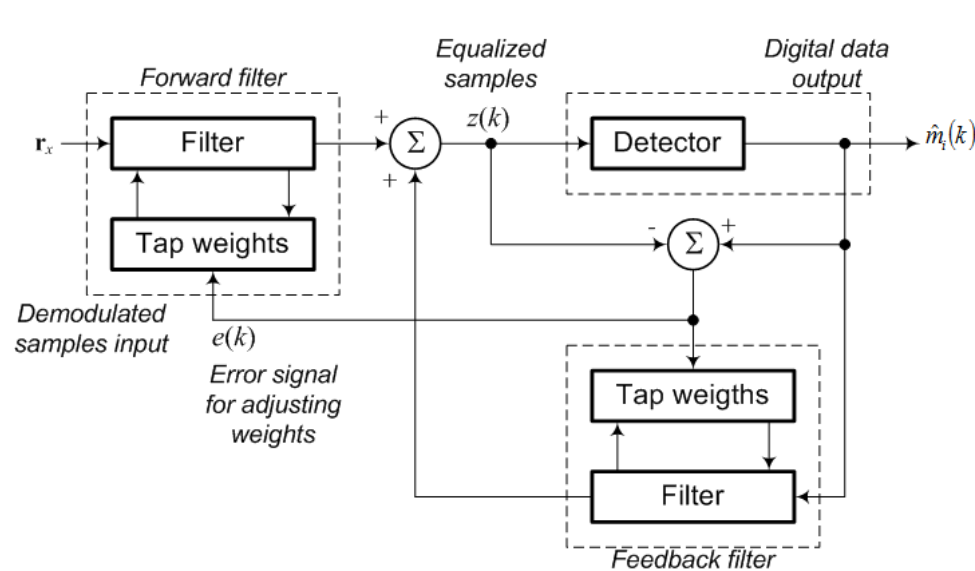 Equalized
samples
Digital data
output
Forward filter
r_x
Filter
+
Σ
+
z(k)
Detector
m̂_i(k)
Tap weights
-
Σ
+
Demodulated
samples input
e(k)
Error signal
for adjusting
weights
Tap weigths
Filter
Feedback filter